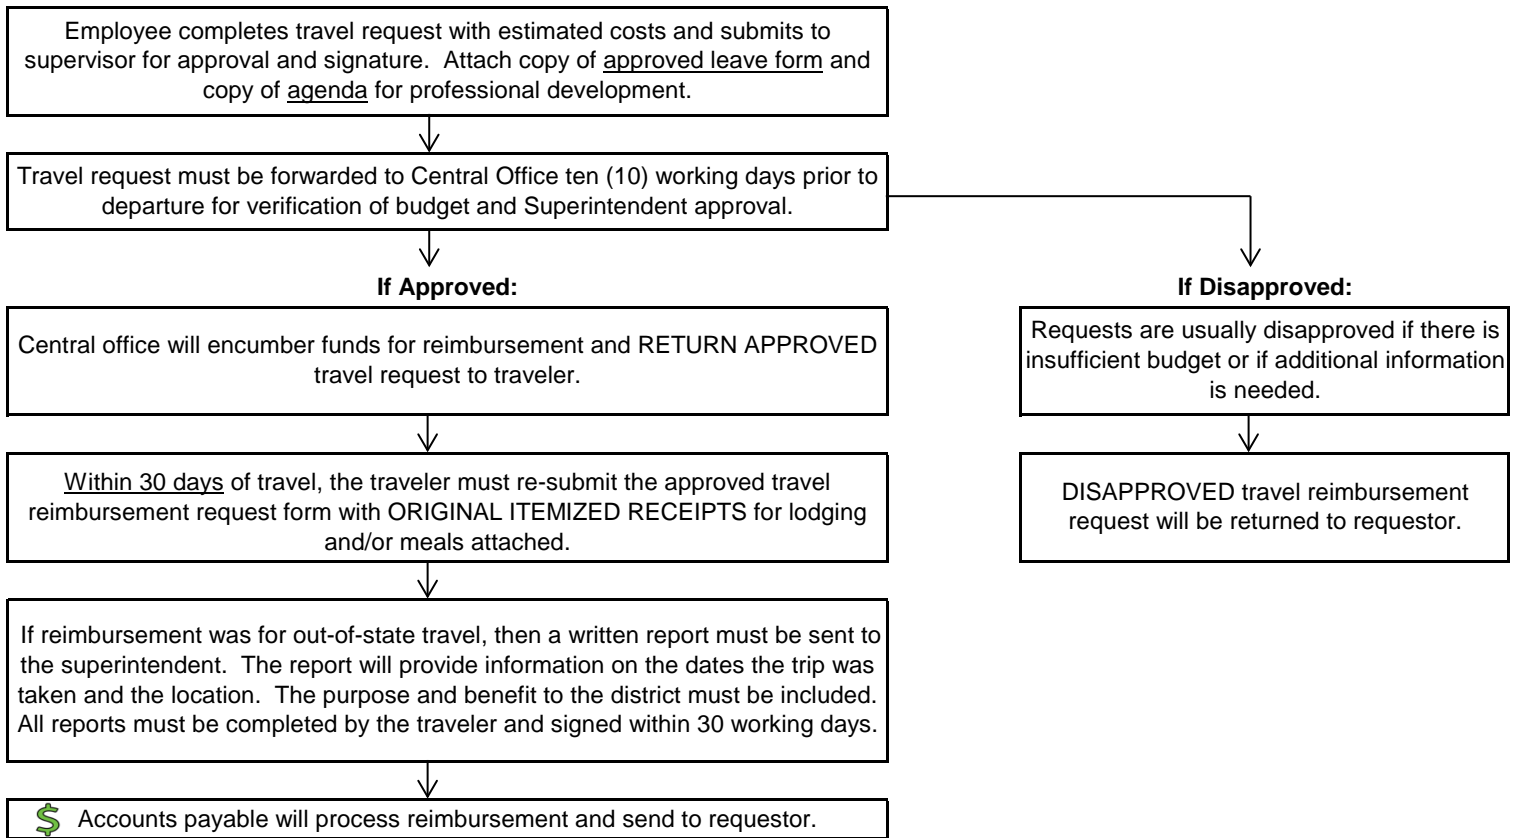 Employee completes travel request with estimated costs and submits to
supervisor for approval and signature.  Attach copy of approved leave form and
copy of agenda for professional development.
Travel request must be forwarded to Central Office ten (10) working days prior to
departure for verification of budget and Superintendent approval.
If Approved:
Central office will encumber funds for reimbursement and RETURN APPROVED
travel request to traveler.
Within 30 days of travel, the traveler must re-submit the approved travel
reimbursement request form with ORIGINAL ITEMIZED RECEIPTS for lodging
and/or meals attached.
If reimbursement was for out-of-state travel, then a written report must be sent to
the superintendent.  The report will provide information on the dates the trip was
taken and the location.  The purpose and benefit to the district must be included.
All reports must be completed by the traveler and signed within 30 working days.
$ Accounts payable will process reimbursement and send to requestor.
If Disapproved:
Requests are usually disapproved if there is
insufficient budget or if additional information
is needed.
DISAPPROVED travel reimbursement
request will be returned to requestor.